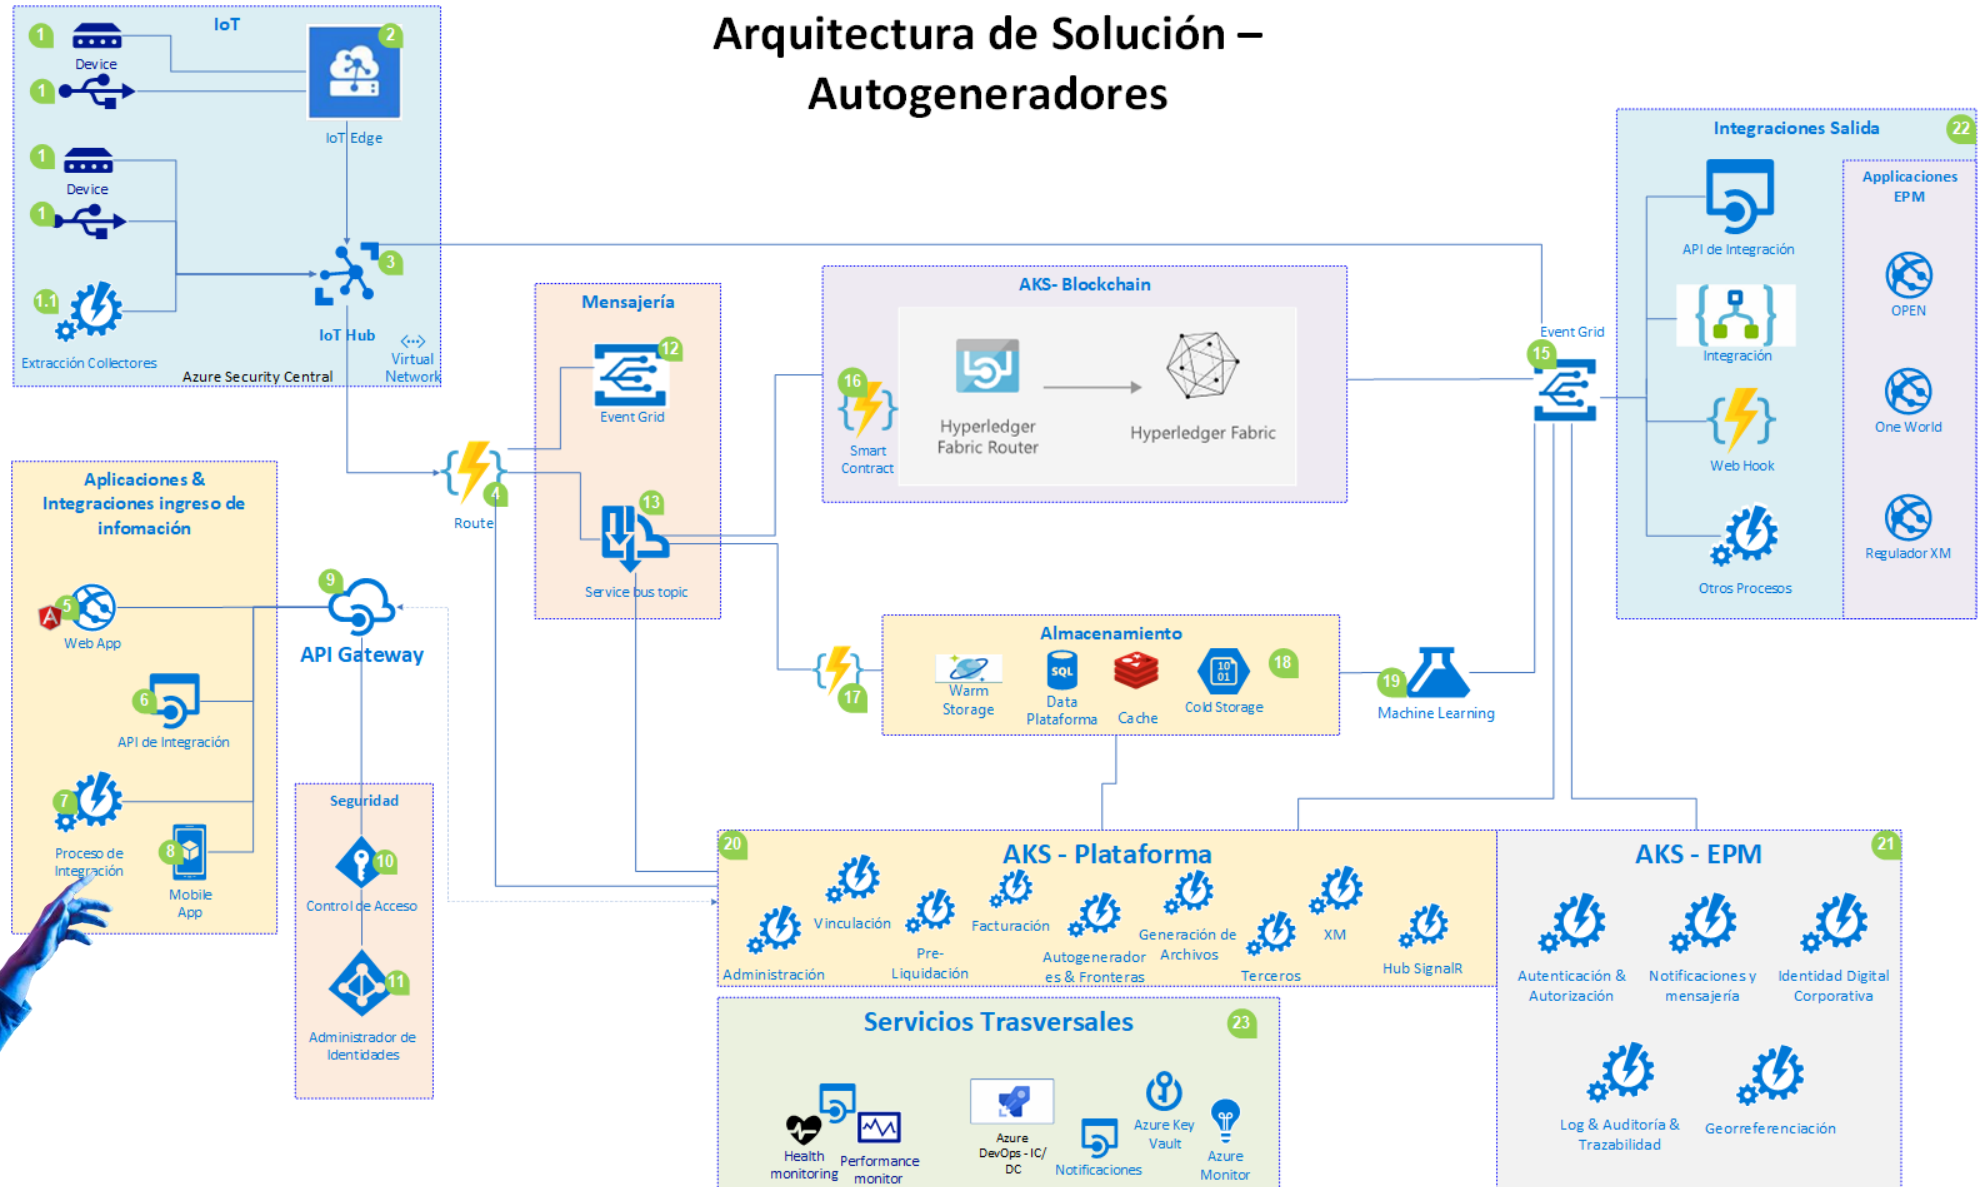 Arquitectura de Solución –
Autogeneradores
IoT
1
Device
1
2
IoT Edge
1
Device
1
1.1
Extracción Collectores
3
IoT Hub
Azure Security Central
Virtual
Network
Aplicaciones &
Integraciones ingreso de
infomación
A
5
Web App
6
API de Integración
7
Proceso de
Integración
8
Mobile
App
9
API Gateway
Seguridad
10
Control de Acceso
11
Administrador de
Identidades
4
Route
Mensajería
12
Event Grid
13
Service bus topic
AKS- Blockchain
16
Smart
Contract
Hyperledger
Fabric Router
Hyperledger Fabric
17
Almacenamiento
18
Warm
Storage
SQL
Data
Plataforma
Cache
10
01
Cold Storage
19
Machine Learning
Event Grid
15
Integraciones Salida
22
API de Integración
Integración
Web Hook
Otros Procesos
Applicaciones
EPM
OPEN
One World
Regulador XM
20
AKS - Plataforma
Administración
Vinculación
Pre-
Liquidación
Facturación
Autogenerador
es & Fronteras
Generación de
Archivos
Terceros
XM
Hub SignalR
AKS - EPM
21
Autenticación &
Autorización
Notificaciones y
mensajería
Identidad Digital
Corporativa
Log & Auditoría &
Trazabilidad
Georreferenciación
Servicios Trasversales
23
Health
monitoring
Performance
monitor
Azure
DevOps - IC/
DC
Notificaciones
Azure Key
Vault
Azure
Monitor